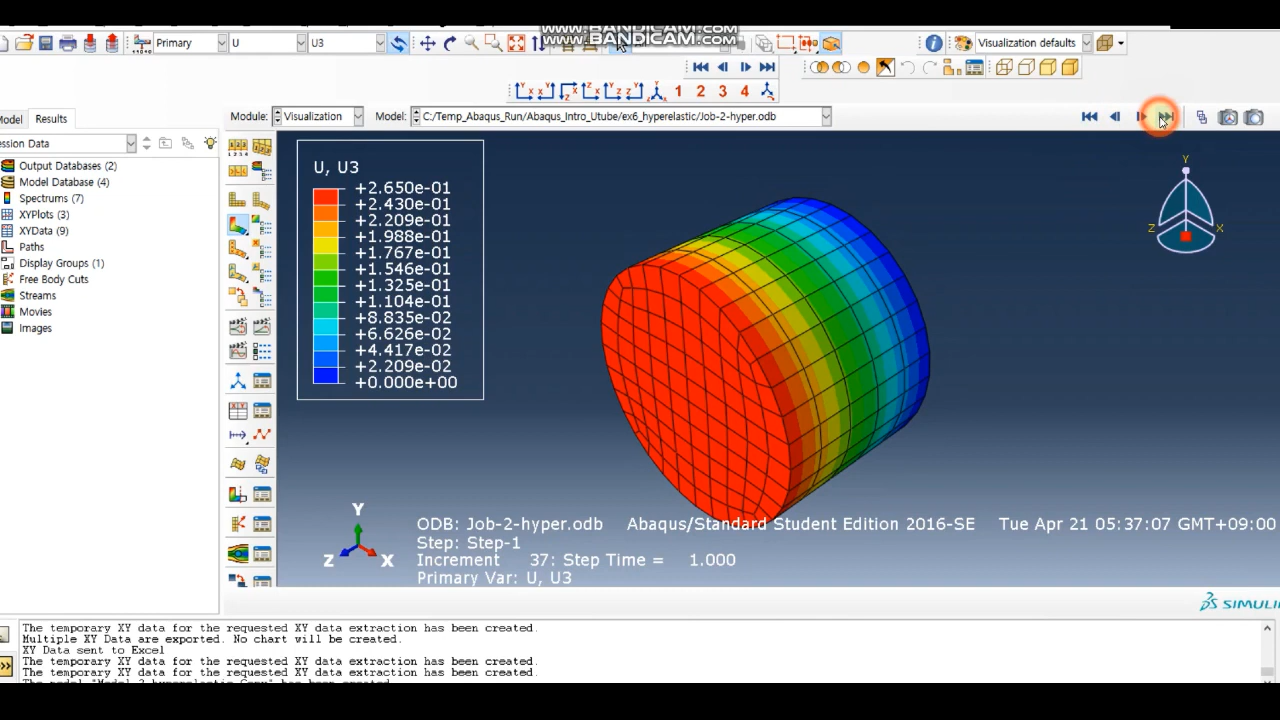 www.BANDICAM.com
Primary
U
U3
Visualization defaults
1 2 3 4
Model
Results
Module:
Visualization
Model:
C:/Temp_Abaqus_Run/Abaqus_Intro_Utube/ex6_hyperelastic/Job-2-hyper.odb
ession Data
Output Databases (2)
Model Database (4)
Spectrums (7)
XYPlots (3)
XYData (9)
Paths
Display Groups (1)
Free Body Cuts
Streams
Movies
Images
U, U3
+2.650e-01
+2.430e-01
+2.209e-01
+1.988e-01
+1.767e-01
+1.546e-01
+1.325e-01
+1.104e-01
+8.835e-02
+6.626e-02
+4.417e-02
+2.209e-02
+0.000e+00
Y
Z
X
Y
Z
X
ODB: Job-2-hyper.odb Abaqus/Standard Student Edition 2016-SE Tue Apr 21 05:37:07 GMT+09:00
Step: Step-1
Increment 37: Step Time = 1.000
Primary Var: U, U3
SIMULI
The temporary XY data for the requested XY data extraction has been created.
Multiple XY Data are exported. No chart will be created.
XY Data sent to Excel
The temporary XY data for the requested XY data extraction has been created.
The temporary XY data for the requested XY data extraction has been created.